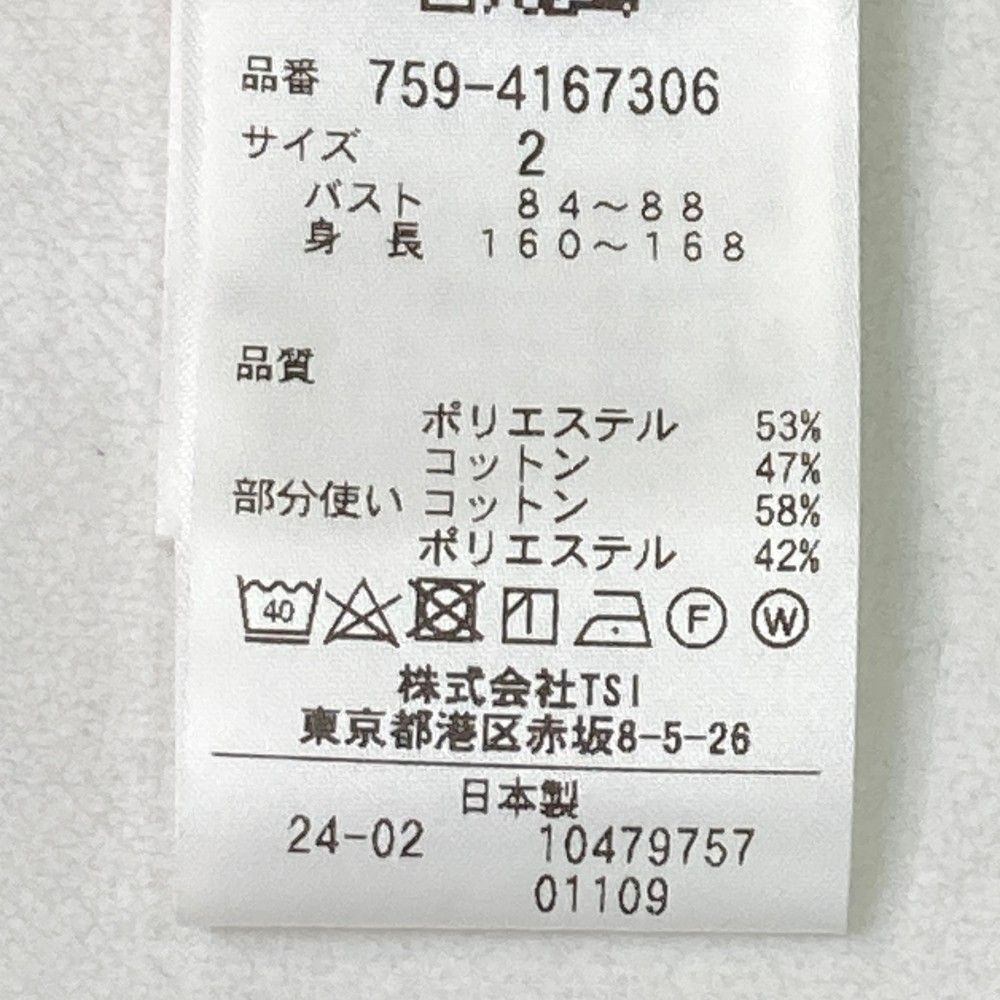 品番 759-4167306
サイズ 2
バスト 84～88
身長 160～168
品質
ポリエステル 53%
コットン 47%
部分使い コットン 58%
ポリエステル 42%
40 F W
株式会社TSI
東京都港区赤坂8-5-26
日本製
24-02 10479757
01109